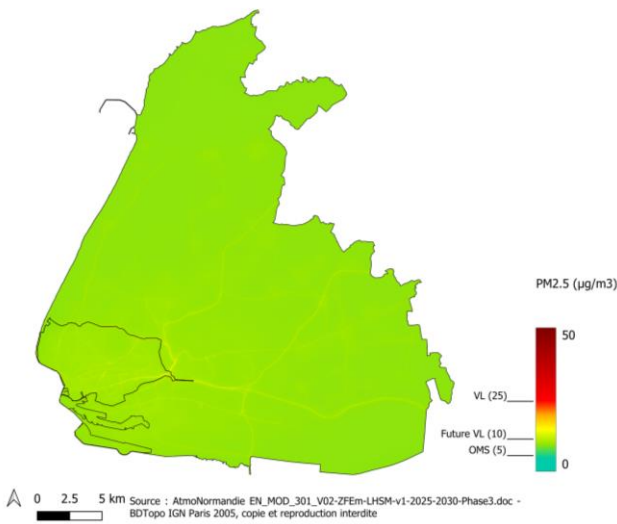 PM2.5 (µg/m3)
50
VL (25)
Future VL (10)
OMS (5)
0
0 2.5 5 km
Source : AtmoNormandie EN_MOD_301_V02-ZFEm-LHSM-v1-2025-2030-Phase3.doc -
BDTopo IGN Paris 2005, copie et reproduction interdite